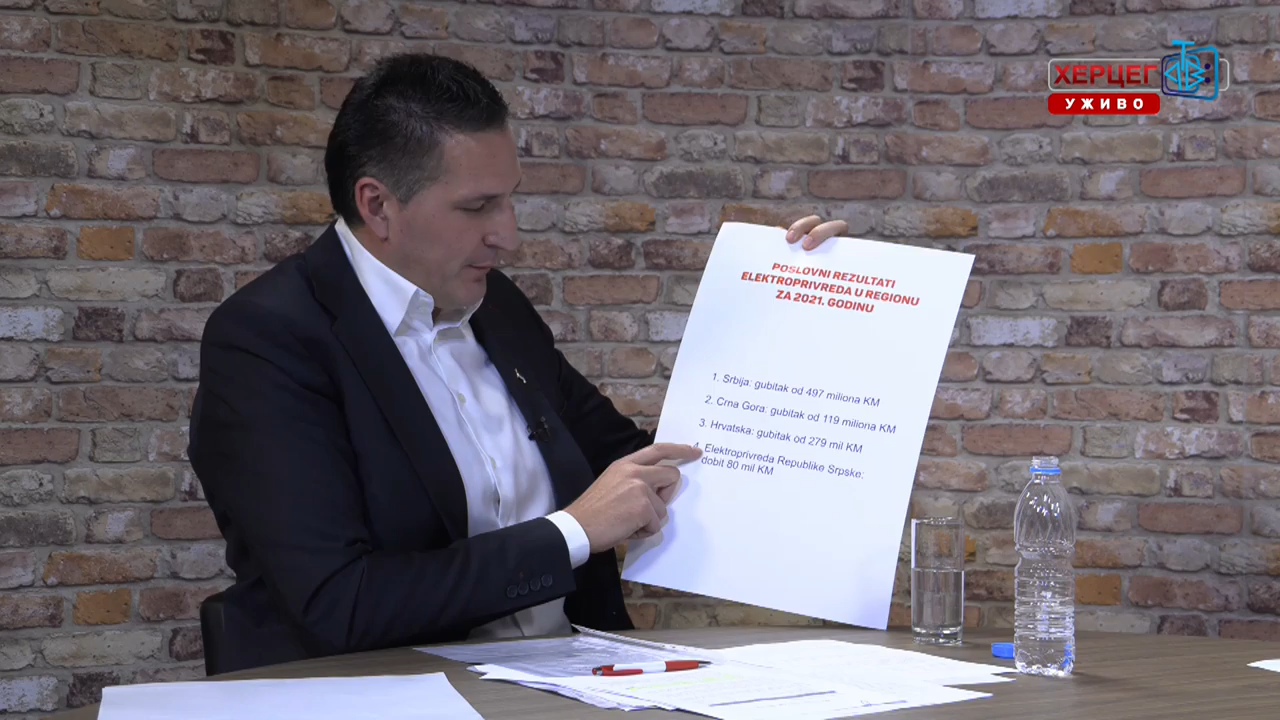 ХЕРЦЕГ
УЖИВО
POSLOVNI REZULTATI
ELEKTROPRIVREDA U REGIONU
ZA 2021. GODINU
1. Srbija: gubitak od 497 miliona KM
2. Crna Gora: gubitak od 119 miliona KM
3. Hrvatska: gubitak od 279 mil KM
4. Elektroprivreda Republike Srpske:
dobit 80 mil KM